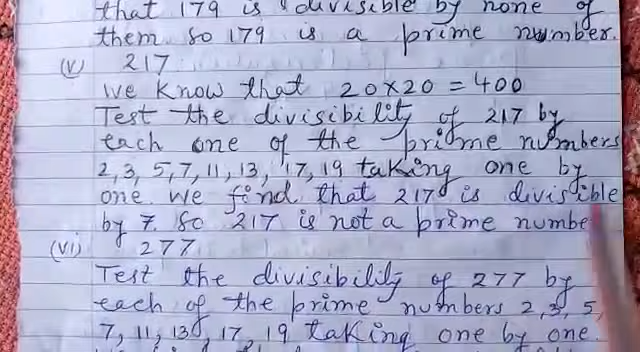 that 179 is divisible by none of
them so 179 is a prime number.
(v) 217
We know that 20×20 = 400
Test the divisibility of 217 by
each one of the prime numbers
2, 3, 5, 7, 11, 13, 17, 19 taking one by
one. We find that 217 is divisible
by 7. So 217 is not a prime numbe
(vi) 277
Test the divisibility of 277 by
each of the prime numbers 2, 3, 5,
7, 11, 13, 17, 19 taking one by one.